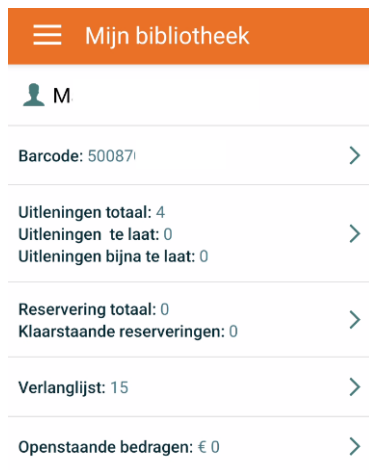 Mijn bibliotheek
M
Barcode: 50087
Uitleningen totaal: 4
Uitleningen te laat: 0
Uitleningen bijna te laat: 0
Reservering totaal: 0
Klaarstaande reserveringen: 0
Verlanglijst: 15
Openstaande bedragen: € 0